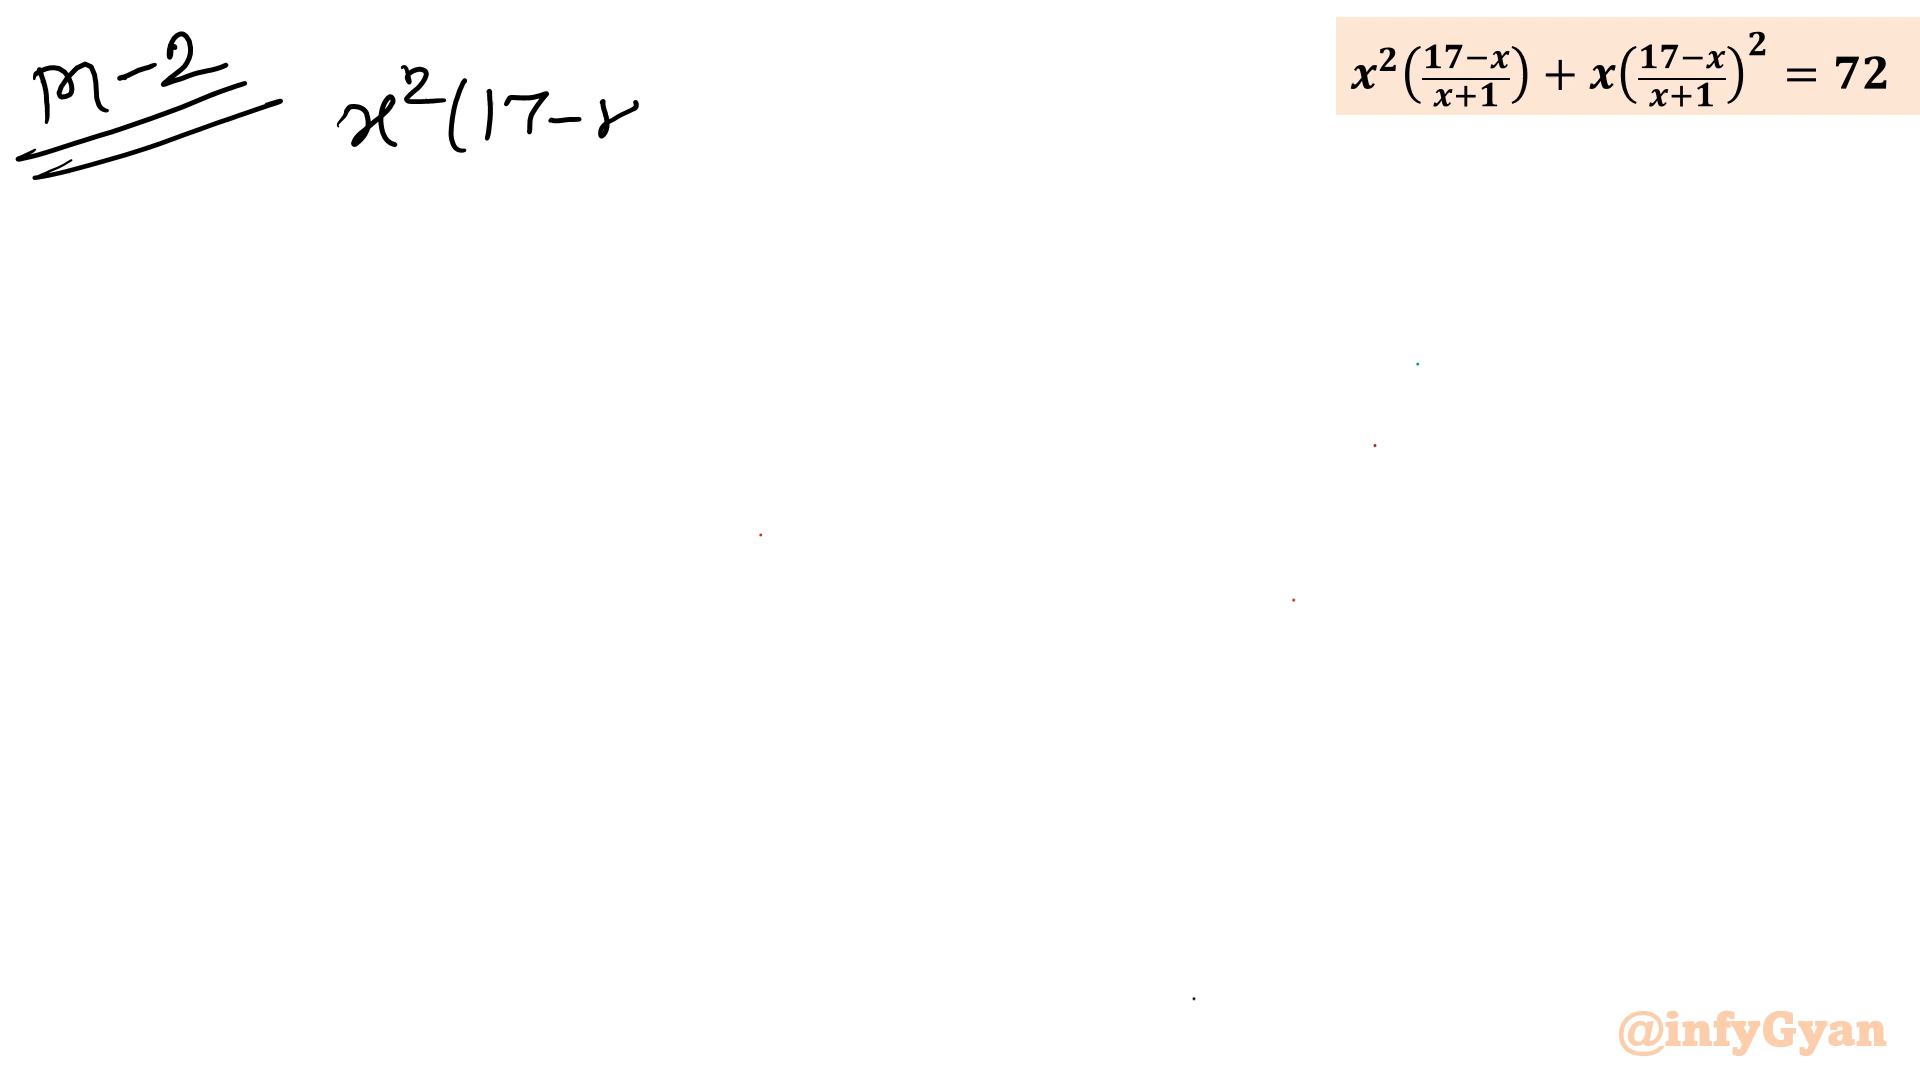 m-2
x²(17-x
x²((17-x)/(x+1)) + x((17-x)/(x+1))² = 72
@infyGyan